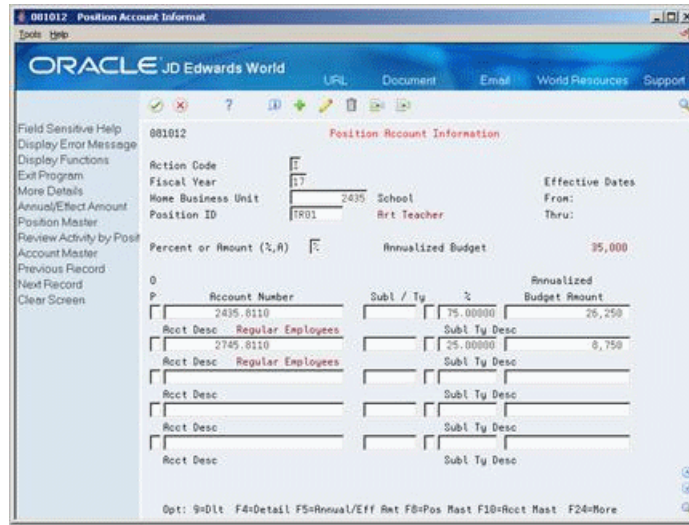 081012 Position Account Informat
Tools Help
ORACLE JD Edwards World
URL Document Email World Resources Support
Field Sensitive Help
Display Error Message
Display Functions
Exit Program
More Details
Annual/Effect Amount
Position Master
Review Activity by Posit
Account Master
Previous Record
Next Record
Clear Screen
081012 Position Account Information
Action Code I
Fiscal Year 17 Effective Dates
Home Business Unit 2435 School From:
Position ID TR01 Art Teacher Thru:
Percent or Amount (%,A) % Annualized Budget 35,000
O Annualized
P Account Number Subl / Ty % Budget Amount
2435.8110 75.00000 26,250
Acct Desc Regular Employees Subl Ty Desc
2745.8110 25.00000 8,750
Acct Desc Regular Employees Subl Ty Desc
Acct Desc Subl Ty Desc
Acct Desc Subl Ty Desc
Acct Desc Subl Ty Desc
Opt: 9=Dlt F4=Detail F5=Annual/Eff Amt F8=Pos Mast F10=Acct Mast F24=More